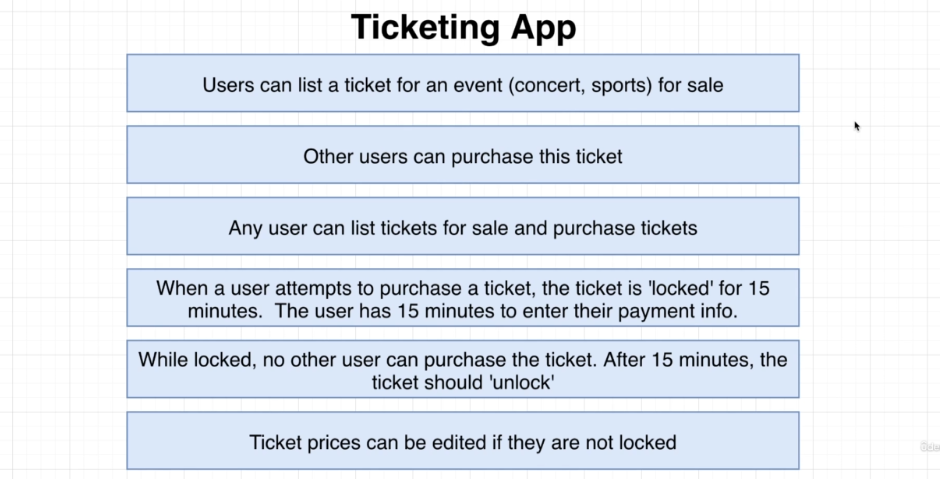 Ticketing App
Users can list a ticket for an event (concert, sports) for sale
Other users can purchase this ticket
Any user can list tickets for sale and purchase tickets
When a user attempts to purchase a ticket, the ticket is 'locked' for 15
minutes.  The user has 15 minutes to enter their payment info.
While locked, no other user can purchase the ticket. After 15 minutes, the
ticket should 'unlock'
Ticket prices can be edited if they are not locked